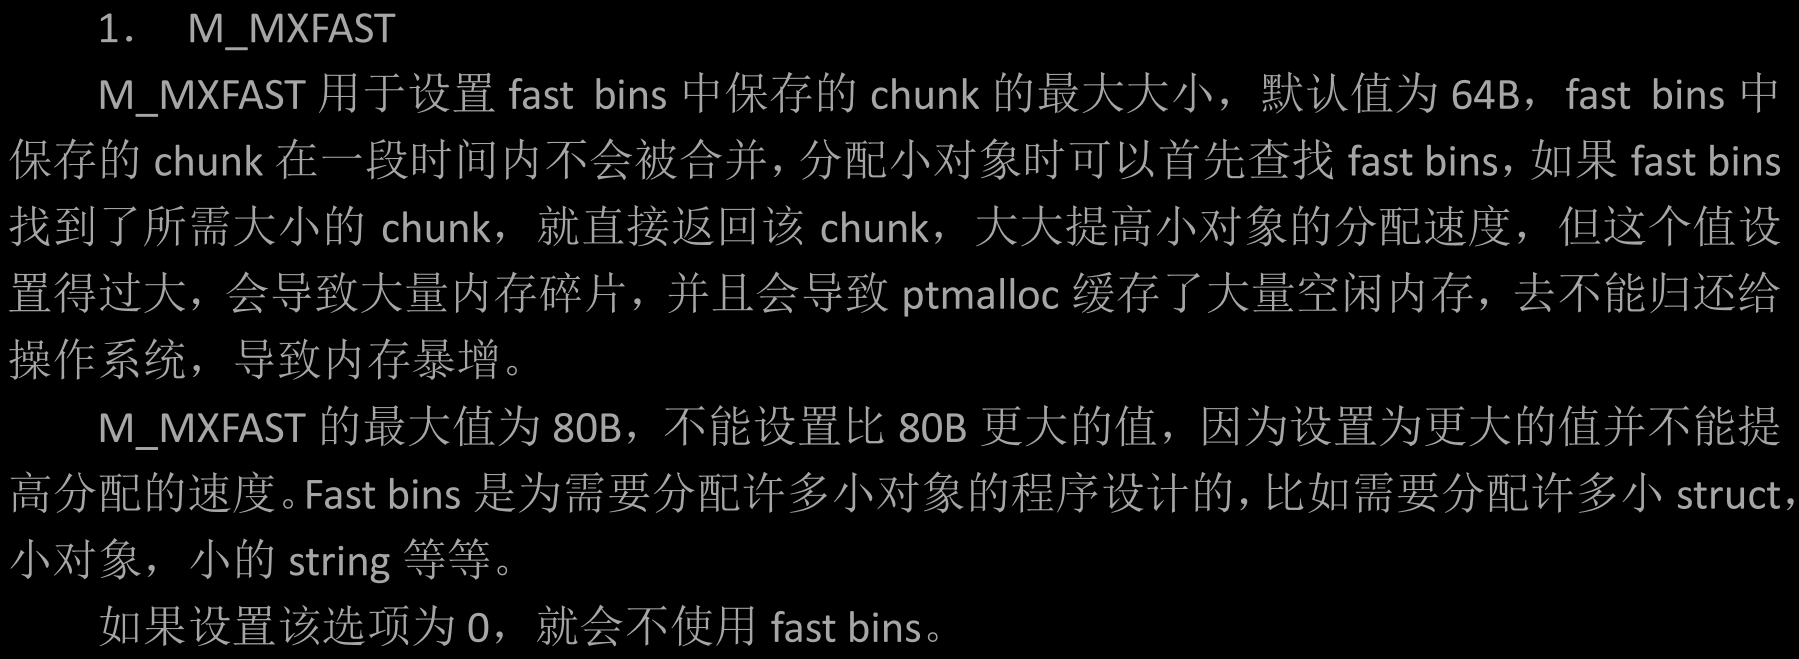 1. M_MXFAST
M_MXFAST 用于设置 fast bins 中保存的 chunk 的最大大小，默认值为 64B，fast bins 中
保存的 chunk 在一段时间内不会被合并，分配小对象时可以首先查找 fast bins，如果 fast bins
找到了所需大小的 chunk，就直接返回该 chunk，大大提高小对象的分配速度，但这个值设
置得过大，会导致大量内存碎片，并且会导致 ptmalloc 缓存了大量空闲内存，去不能归还给
操作系统，导致内存暴增。
M_MXFAST 的最大值为 80B，不能设置比 80B 更大的值，因为设置为更大的值并不能提
高分配的速度。Fast bins 是为需要分配许多小对象的程序设计的，比如需要分配许多小 struct，
小对象，小的 string 等等。
如果设置该选项为 0，就会不使用 fast bins。